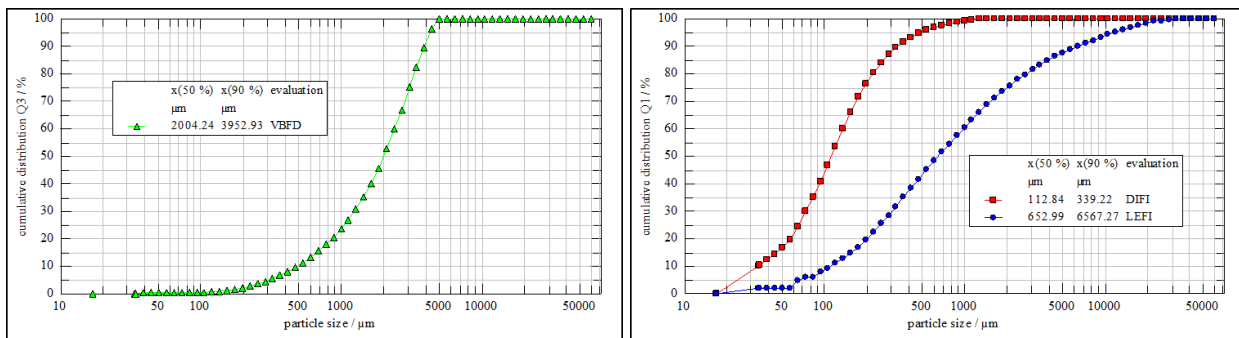 100
90
80
70
60
50
40
30
20
10
0
cumulative distribution Q3 / %
x(50 %) x(90 %) evaluation
µm µm
2004.24 3952.93 VBFD
10 50 100 500 1000 5000 10000 50000
particle size / µm
100
90
80
70
60
50
40
30
20
10
0
cumulative distribution Q1 / %
x(50 %) x(90 %) evaluation
µm µm
112.84 339.22 DIFI
652.99 6567.27 LEFI
10 50 100 500 1000 5000 10000 50000
particle size / µm